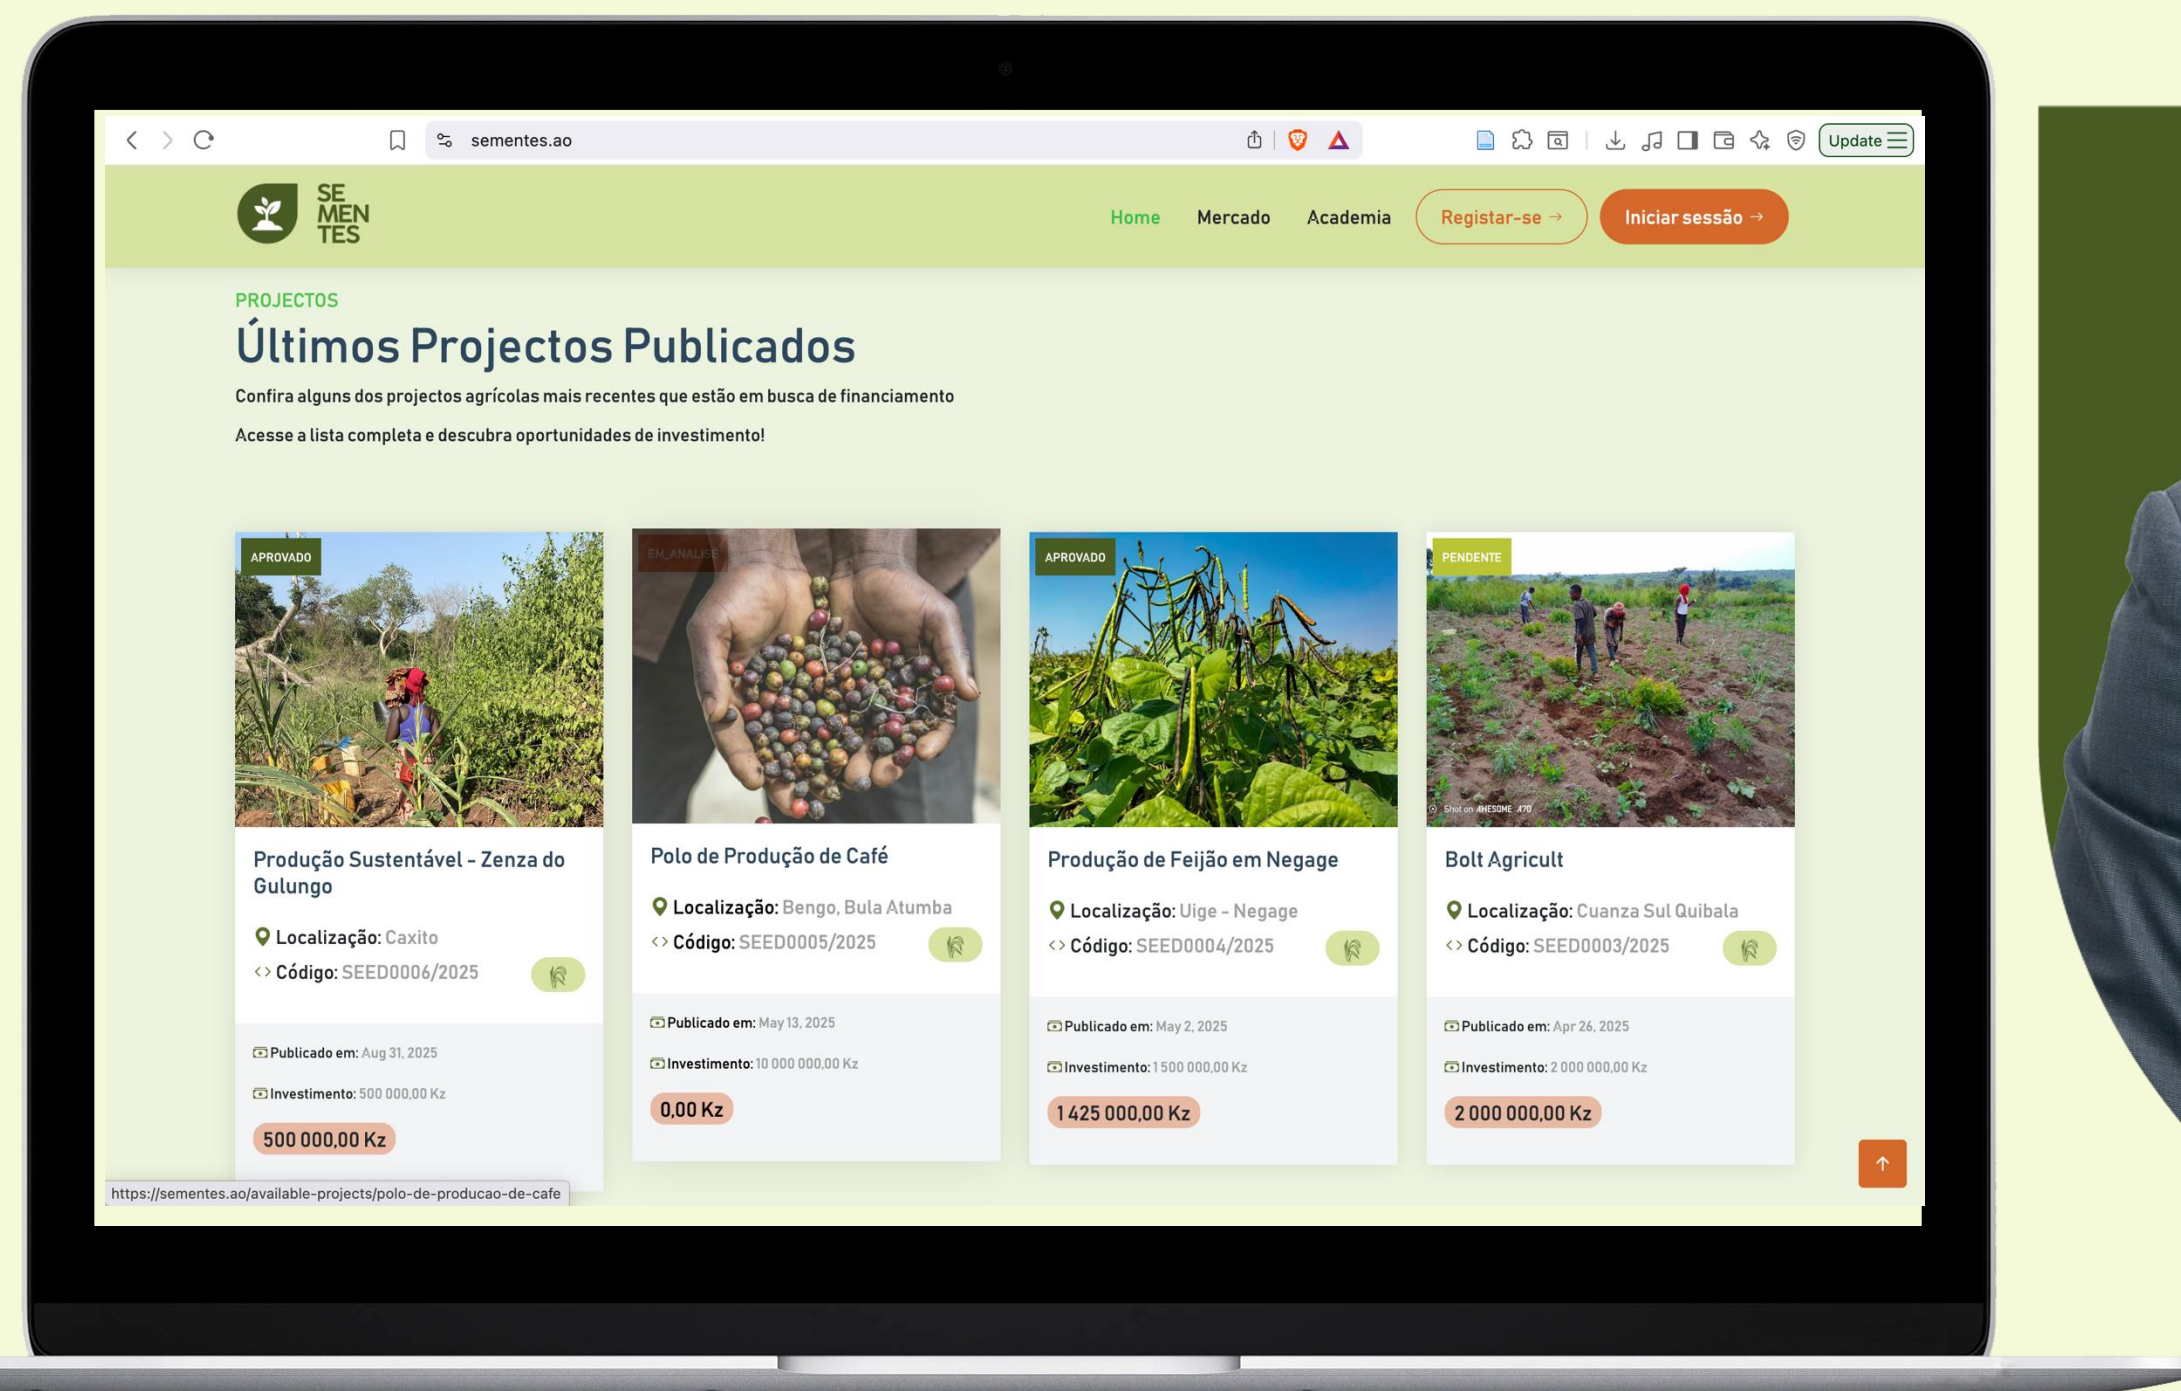 sementes.ao
Update
SE
MEN
TES
Home
Mercado
Academia
Registar-se →
Iniciar sessão →
PROJECTOS
Últimos Projectos Publicados
Confira alguns dos projectos agrícolas mais recentes que estão em busca de financiamento
Acesse a lista completa e descubra oportunidades de investimento!
APROVADO
Produção Sustentável - Zenza do
Gulungo
Localização: Caxito
<> Código: SEED0006/2025
Publicado em: Aug 31, 2025
Investimento: 500 000,00 Kz
500 000,00 Kz
EM_ANALISE
Polo de Produção de Café
Localização: Bengo, Bula Atumba
<> Código: SEED0005/2025
Publicado em: May 13, 2025
Investimento: 10 000 000,00 Kz
0,00 Kz
APROVADO
Produção de Feijão em Negage
Localização: Uige - Negage
<> Código: SEED0004/2025
Publicado em: May 2, 2025
Investimento: 1 500 000,00 Kz
1 425 000,00 Kz
PENDENTE
Shot on AWESOME A70
Bolt Agricult
Localização: Cuanza Sul Quibala
<> Código: SEED0003/2025
Publicado em: Apr 26, 2025
Investimento: 2 000 000,00 Kz
2 000 000,00 Kz
https://sementes.ao/available-projects/polo-de-producao-de-cafe